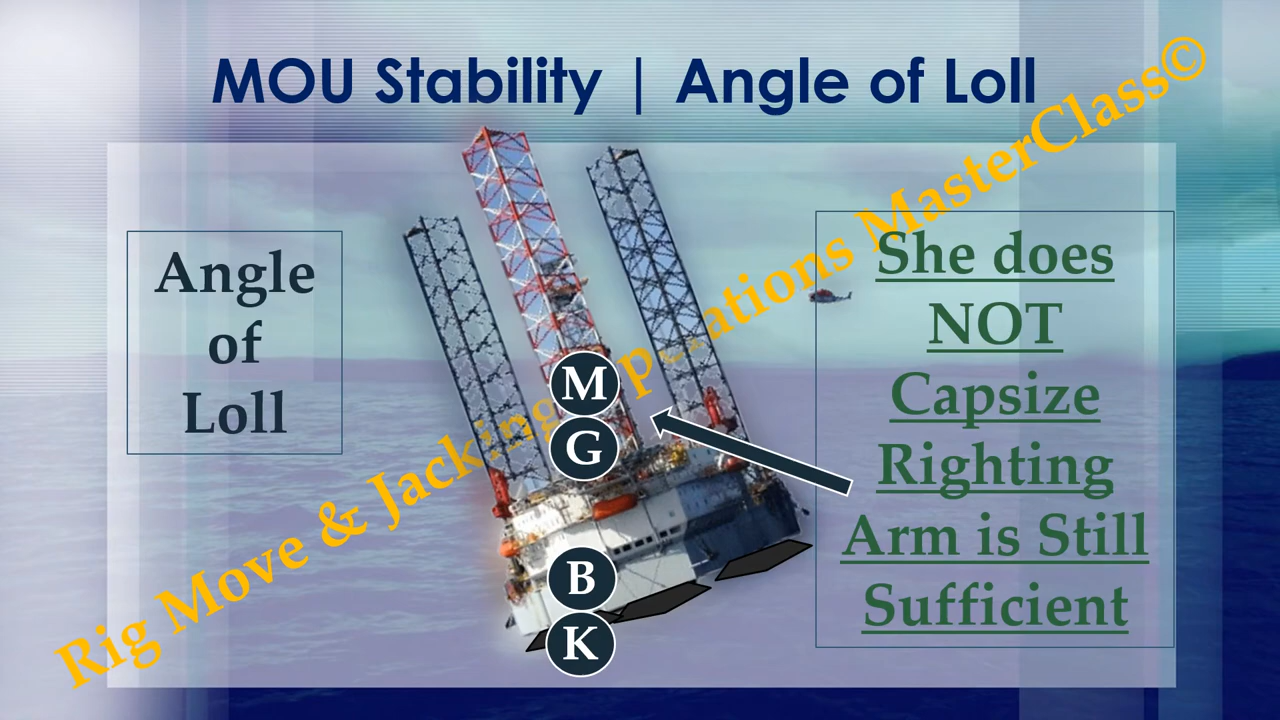 MOU Stability | Angle of Loll
Angle
of
Loll
She does
NOT
Capsize
Righting
Arm is Still
Sufficient
M
G
B
K
Rig Move & Jacking Operations MasterClass©